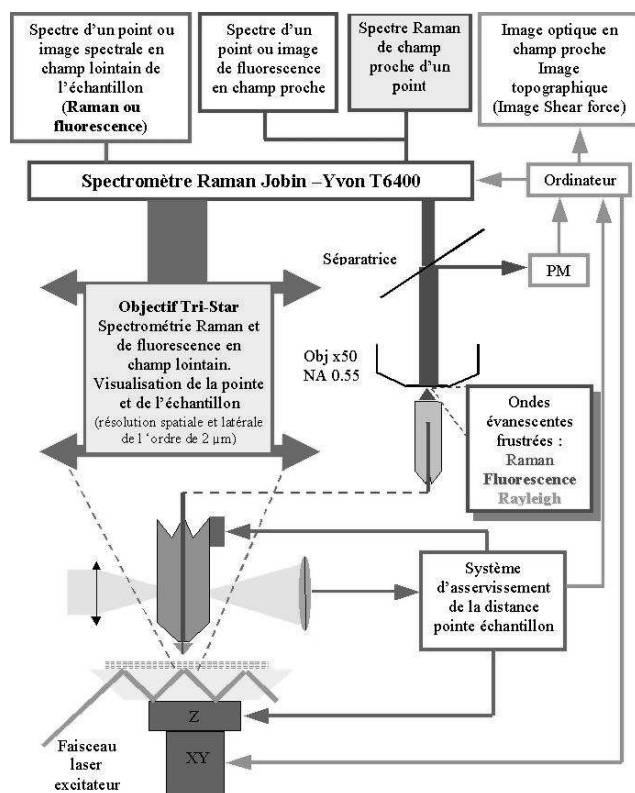 Spectre d'un point ou
image spectrale en
champ lointain de
l'échantillon
(Raman ou
fluorescence)
Spectre d'un
point ou image
de fluorescence
en champ proche
Spectre Raman
de champ
proche d'un
point
Image optique en
champ proche
Image
topographique
(Image Shear force)
Spectromètre Raman Jobin –Yvon T6400
Ordinateur
Séparatrice
PM
Objectif Tri-Star
Spectrométrie Raman et
de fluorescence en
champ lointain.
Visualisation de la pointe
et de l'échantillon
(résolution spatiale et latérale
de l 'ordre de 2 µm)
Obj x50
NA 0.55
Ondes
évanescentes
frustrées :
Raman
Fluorescence
Rayleigh
Système
d'asservissement
de la distance
pointe échantillon
Z
XY
Faisceau
laser
excitateur